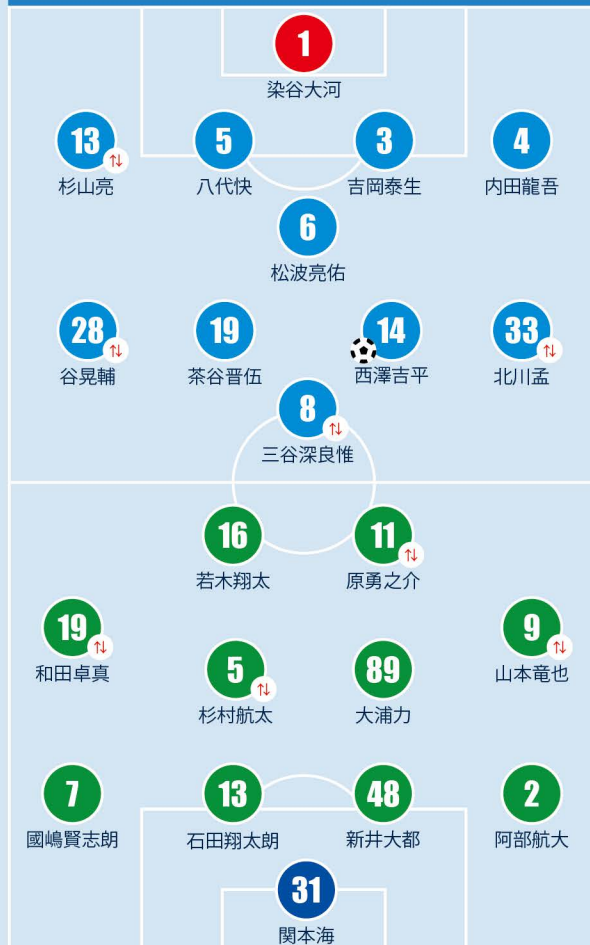 1
染谷大河
13
杉山亮
5
八代快
3
吉岡泰生
4
内田龍吾
6
松波亮佑
28
谷晃輔
19
茶谷晋伍
14
西澤吉平
33
北川孟
8
三谷深良惟
16
若木翔太
11
原勇之介
19
和田卓真
5
杉村航太
89
大浦力
9
山本竜也
7
國嶋賢志朗
13
石田翔太朗
48
新井大都
2
阿部航大
31
関本海